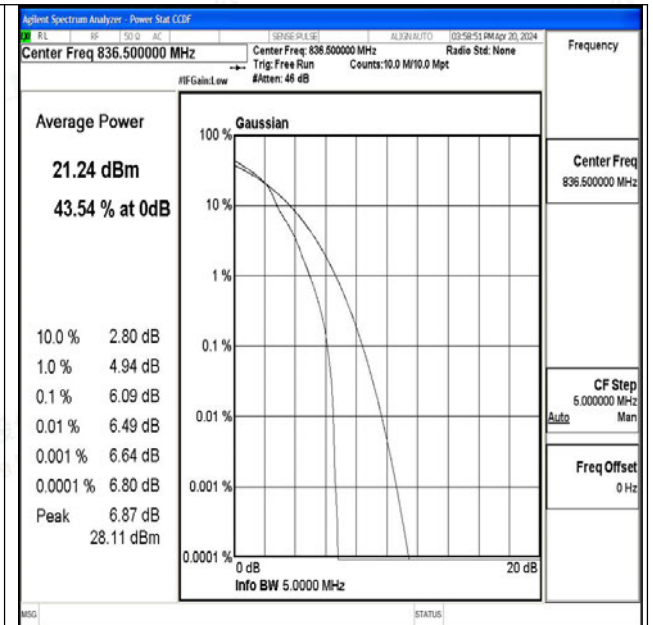 Agilent Spectrum Analyzer - Power Stat CCDF
RL RF 50 Ω AC SENSE:PULSE ALIGN AUTO 03:58:51 PM Apr 20, 2024
Center Freq 836.500000 MHz
Center Freq: 836.500000 MHz Radio Std: None
Trig: Free Run Counts:10.0 M/10.0 Mpt
#IFGain:Low #Atten: 46 dB
Frequency
Average Power
21.24 dBm
43.54 % at 0dB
10.0 % 2.80 dB
1.0 % 4.94 dB
0.1 % 6.09 dB
0.01 % 6.49 dB
0.001 % 6.64 dB
0.0001 % 6.80 dB
Peak 6.87 dB
28.11 dBm
Gaussian
100 %
10 %
1 %
0.1 %
0.01 %
0.001 %
0.0001 %
0 dB 20 dB
Info BW 5.0000 MHz
Center Freq
836.500000 MHz
CF Step
5.000000 MHz
Auto Man
Freq Offset
0 Hz
MSG STATUS